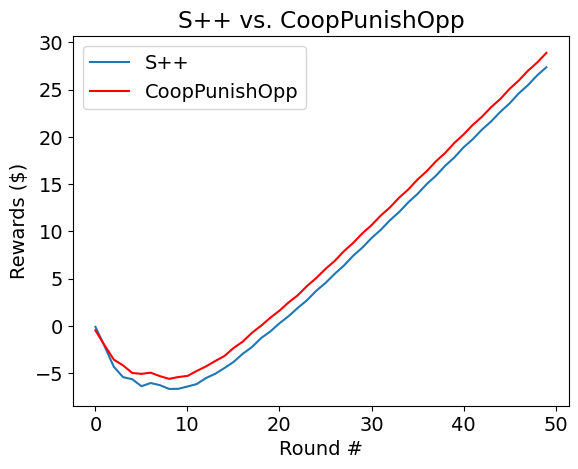 S++ vs. CoopPunishOpp
30
25
20
15
10
5
0
−5
Rewards ($)
S++
CoopPunishOpp
0 10 20 30 40 50
Round #